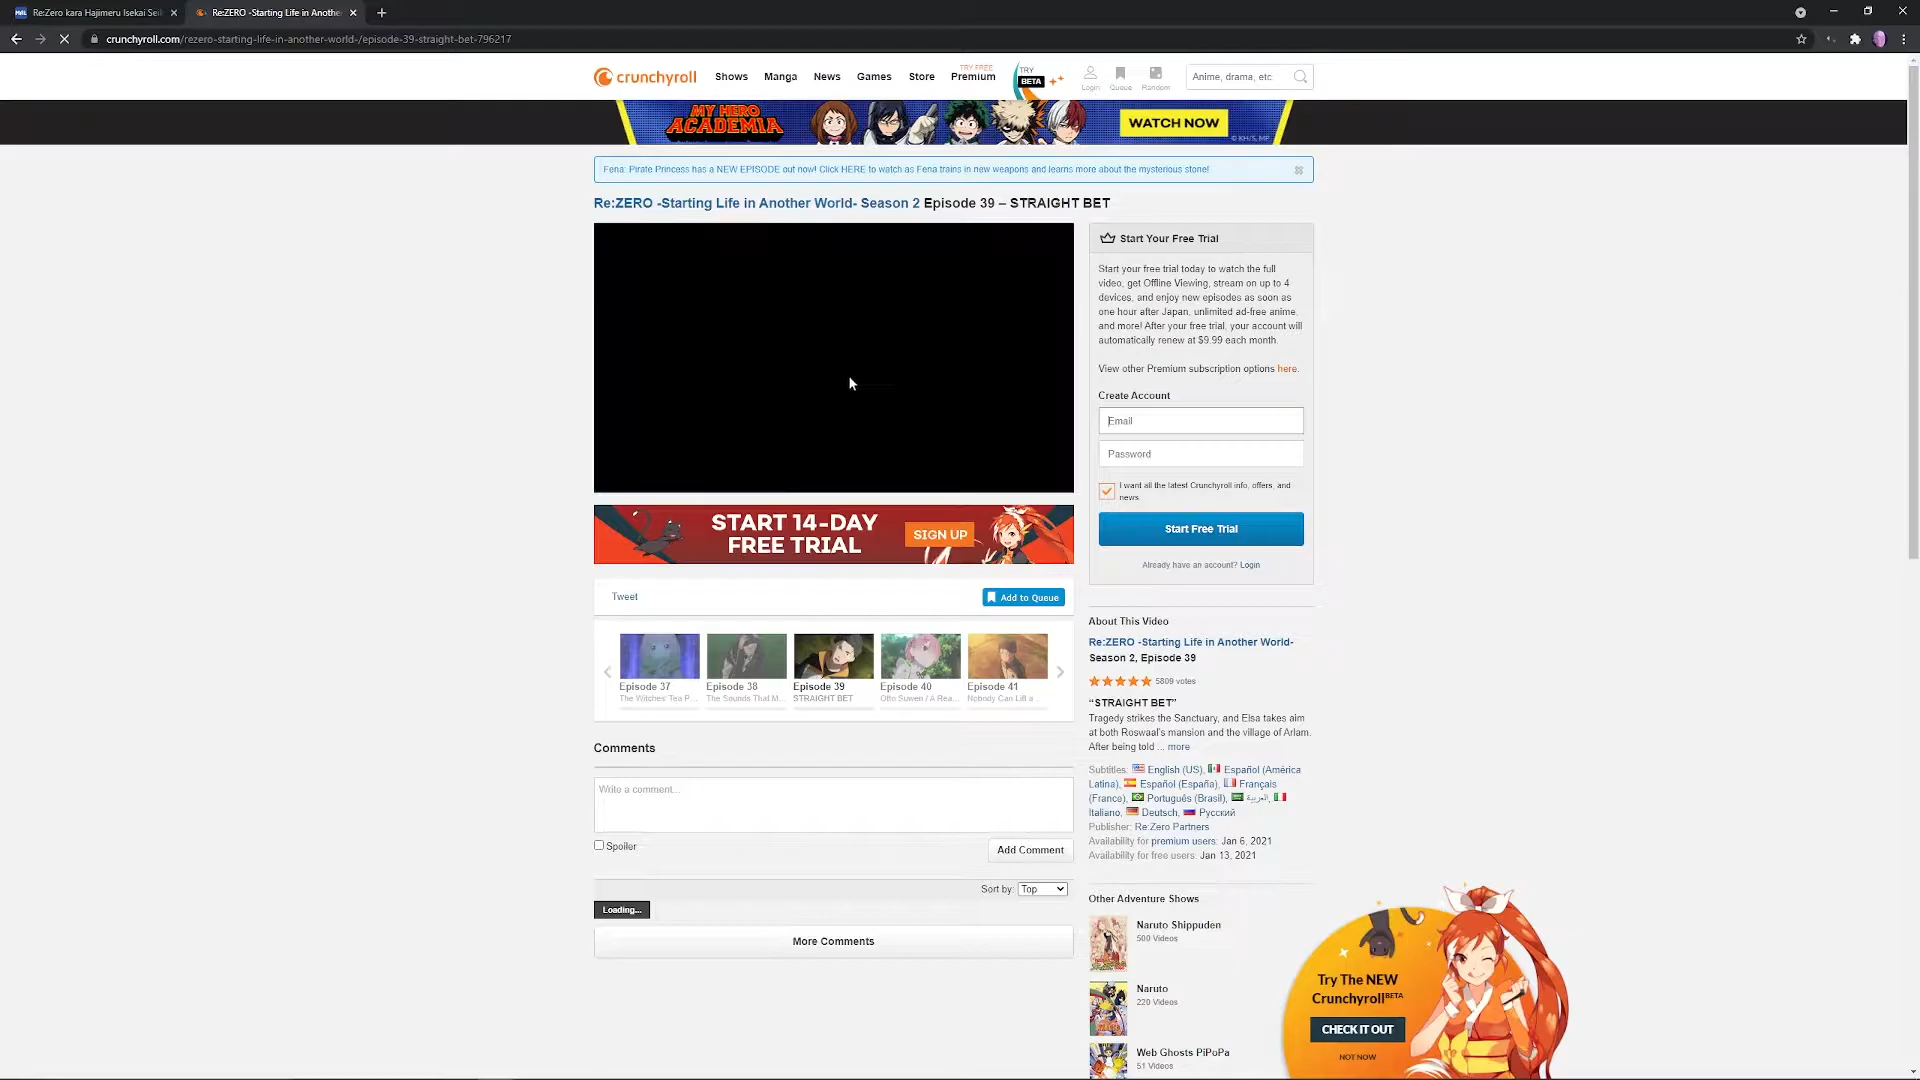 Re:Zero kara Hajimeru Isekai Sei
Re:ZERO -Starting Life in Anothe
crunchyroll.com/rezero-starting-life-in-another-world-/episode-39-straight-bet-796217
crunchyroll
Shows
Manga
News
Games
Store
TRY FREE
Premium
TRY
BETA
Login
Queue
Random
Anime, drama, etc.
MY HERO
ACADEMIA
WATCH NOW
© KH/S, MP
Fena: Pirate Princess has a NEW EPISODE out now! Click HERE to watch as Fena trains in new weapons and learns more about the mysterious stone!
Re:ZERO -Starting Life in Another World- Season 2 Episode 39 – STRAIGHT BET
Start Your Free Trial
Start your free trial today to watch the full
video, get Offline Viewing, stream on up to 4
devices, and enjoy new episodes as soon as
one hour after Japan, unlimited ad-free anime,
and more! After your free trial, your account will
automatically renew at $9.99 each month.
View other Premium subscription options here.
Create Account
Email
Password
I want all the latest Crunchyroll info, offers, and
news
Start Free Trial
Already have an account? Login
START 14-DAY
FREE TRIAL
SIGN UP
Tweet
Add to Queue
Episode 37
The Witches' Tea P...
Episode 38
The Sounds That M...
Episode 39
STRAIGHT BET
Episode 40
Otto Suwen / A Rea...
Episode 41
Nobody Can Lift a ...
Comments
Write a comment...
Spoiler
Add Comment
Sort by: Top
Loading...
More Comments
About This Video
Re:ZERO -Starting Life in Another World-
Season 2, Episode 39
5809 votes
“STRAIGHT BET”
Tragedy strikes the Sanctuary, and Elsa takes aim
at both Roswaal's mansion and the village of Arlam.
After being told ... more
Subtitles: English (US), Español (América
Latina), Español (España), Français
(France), Português (Brasil), العربية,
Italiano, Deutsch, Русский
Publisher: Re:Zero Partners
Availability for premium users: Jan 6, 2021
Availability for free users: Jan 13, 2021
Other Adventure Shows
Naruto Shippuden
500 Videos
Naruto
220 Videos
Web Ghosts PiPoPa
51 Videos
Try The NEW
Crunchyroll BETA
CHECK IT OUT
NOT NOW